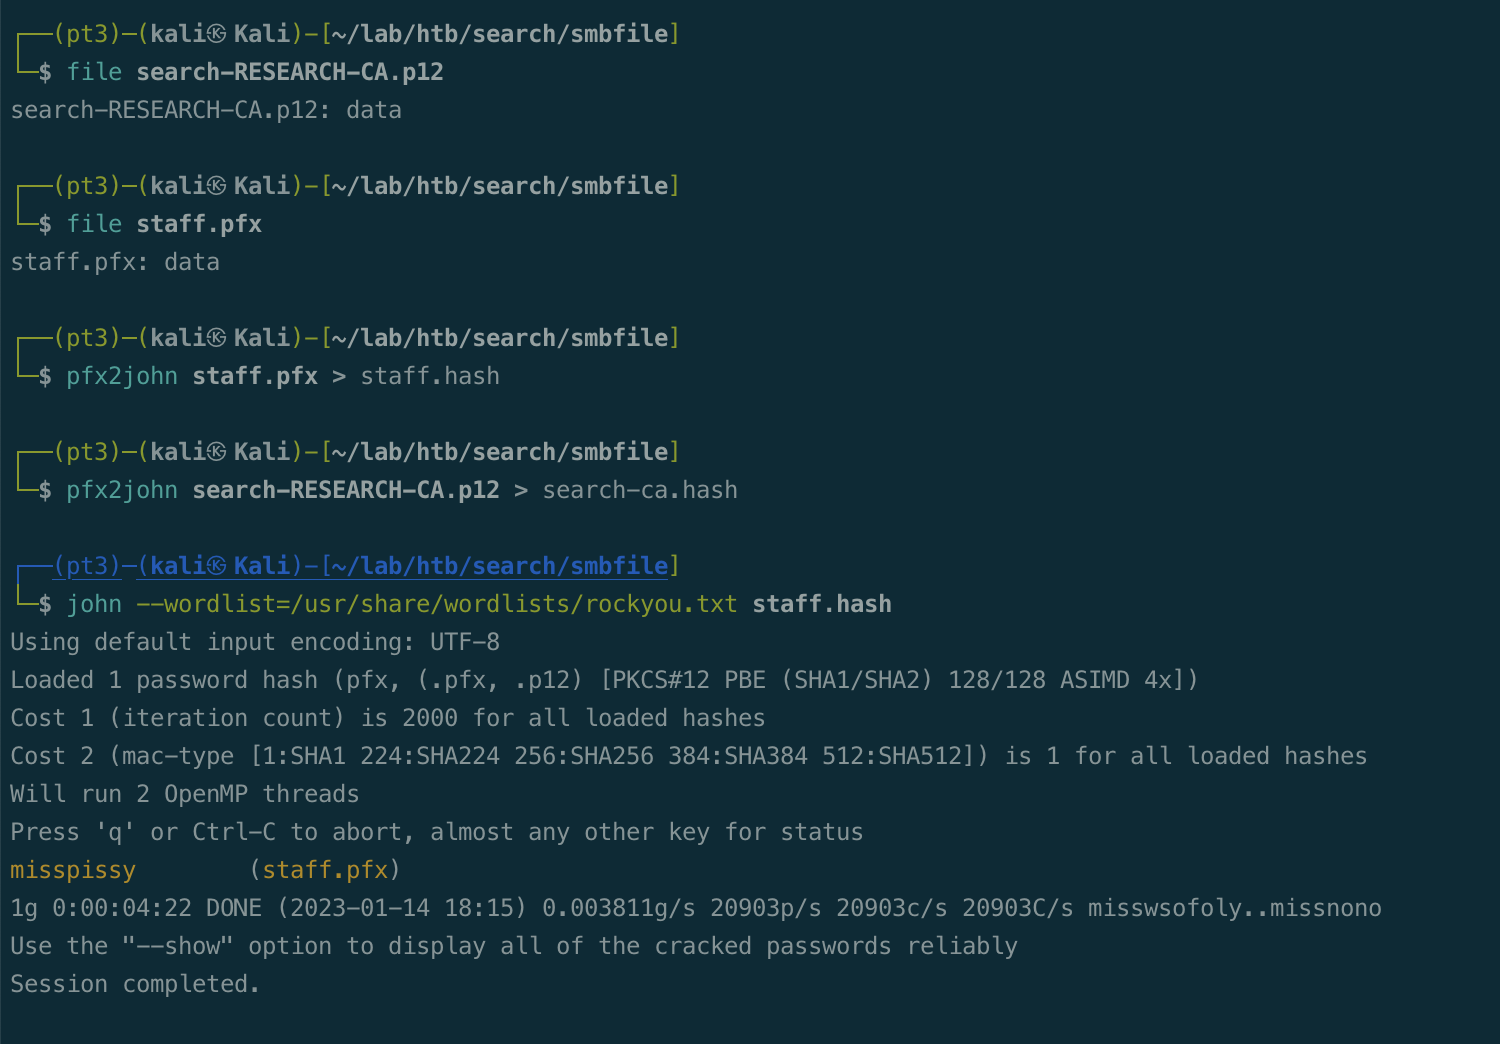 ┌──(pt3)─(kali㉿Kali)-[~/lab/htb/search/smbfile]
└─$ file search-RESEARCH-CA.p12
search-RESEARCH-CA.p12: data
┌──(pt3)─(kali㉿Kali)-[~/lab/htb/search/smbfile]
└─$ file staff.pfx
staff.pfx: data
┌──(pt3)─(kali㉿Kali)-[~/lab/htb/search/smbfile]
└─$ pfx2john staff.pfx > staff.hash
┌──(pt3)─(kali㉿Kali)-[~/lab/htb/search/smbfile]
└─$ pfx2john search-RESEARCH-CA.p12 > search-ca.hash
┌──(pt3)─(kali㉿Kali)-[~/lab/htb/search/smbfile]
└─$ john --wordlist=/usr/share/wordlists/rockyou.txt staff.hash
Using default input encoding: UTF-8
Loaded 1 password hash (pfx, (.pfx, .p12) [PKCS#12 PBE (SHA1/SHA2) 128/128 ASIMD 4x])
Cost 1 (iteration count) is 2000 for all loaded hashes
Cost 2 (mac-type [1:SHA1 224:SHA224 256:SHA256 384:SHA384 512:SHA512]) is 1 for all loaded hashes
Will run 2 OpenMP threads
Press 'q' or Ctrl-C to abort, almost any other key for status
misspissy        (staff.pfx)
1g 0:00:04:22 DONE (2023-01-14 18:15) 0.003811g/s 20903p/s 20903c/s 20903C/s misswsofoly..missnono
Use the "--show" option to display all of the cracked passwords reliably
Session completed.